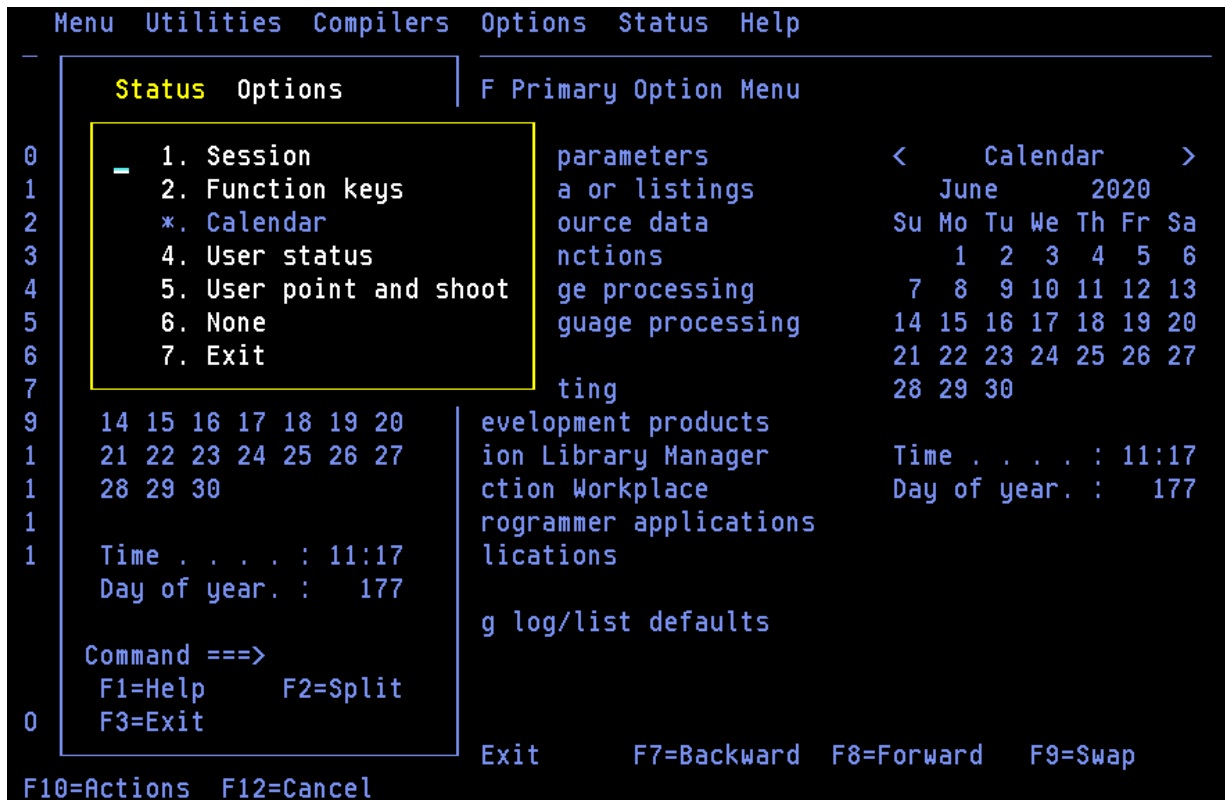 Menu Utilities Compilers Options Status Help
Status Options F Primary Option Menu
0 _ 1. Session parameters < Calendar >
1 2. Function keys a or listings June 2020
2 *. Calendar ource data Su Mo Tu We Th Fr Sa
3 4. User status nctions 1 2 3 4 5 6
4 5. User point and shoot ge processing 7 8 9 10 11 12 13
5 6. None guage processing 14 15 16 17 18 19 20
6 7. Exit 21 22 23 24 25 26 27
7 ting 28 29 30
9 14 15 16 17 18 19 20 evelopment products
1 21 22 23 24 25 26 27 ion Library Manager Time . . . . : 11:17
1 28 29 30 ction Workplace Day of year. : 177
1 rogrammer applications
1 Time . . . . : 11:17 lications
Day of year. : 177
g log/list defaults
Command ===>
F1=Help F2=Split
O F3=Exit
Exit F7=Backward F8=Forward F9=Swap
F10=Actions F12=Cancel